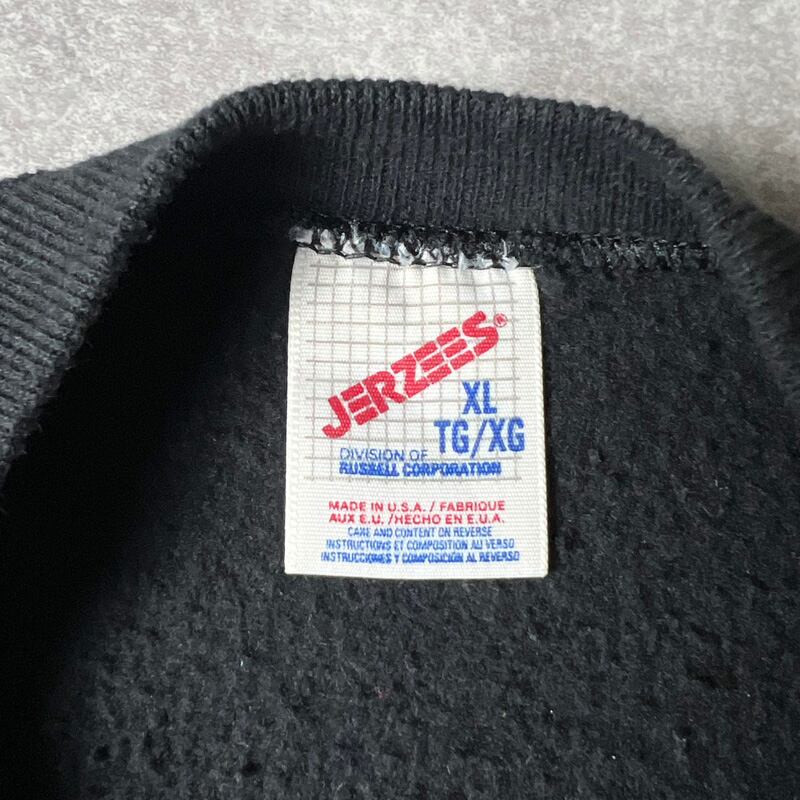 JERZEES®
XL
TG/XG
DIVISION OF
RUSSELL CORPORATION
MADE IN U.S.A. / FABRIQUE
AUX E.U. / HECHO EN E.U.A.
CARE AND CONTENT ON REVERSE
INSTRUCTIONS ET COMPOSITION AU VERSO
INSTRUCCIONES Y COMPOSICIÓN AL REVERSO